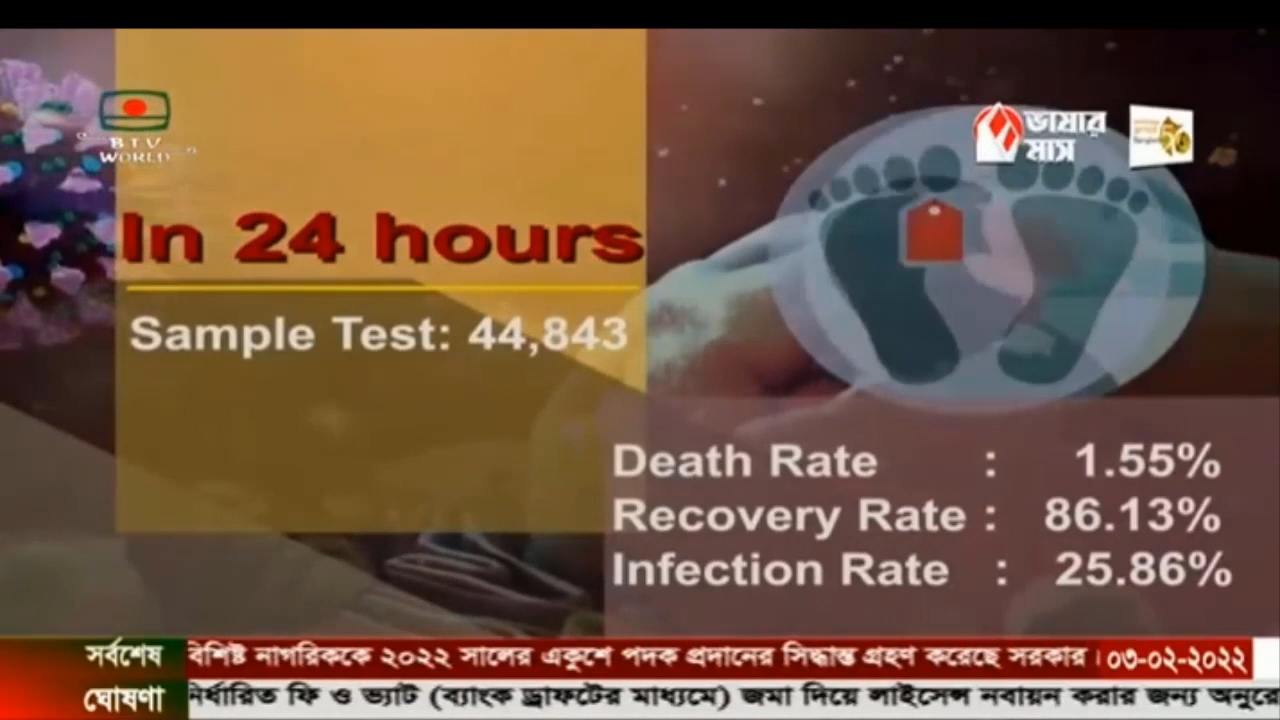 BTV
WORLD
ভাষার
মাস
In 24 hours
Sample Test: 44,843
Death Rate : 1.55%
Recovery Rate : 86.13%
Infection Rate : 25.86%
সর্বশেষ
ঘোষণা
বিশিষ্ট নাগরিককে ২০২২ সালের একুশে পদক প্রদানের সিদ্ধান্ত গ্রহণ করেছে সরকার। ০৩-০২-২০২২
নির্ধারিত ফি ও ভ্যাট (ব্যাংক ড্রাফটের মাধ্যমে) জমা দিয়ে লাইসেন্স নবায়ন করার জন্য